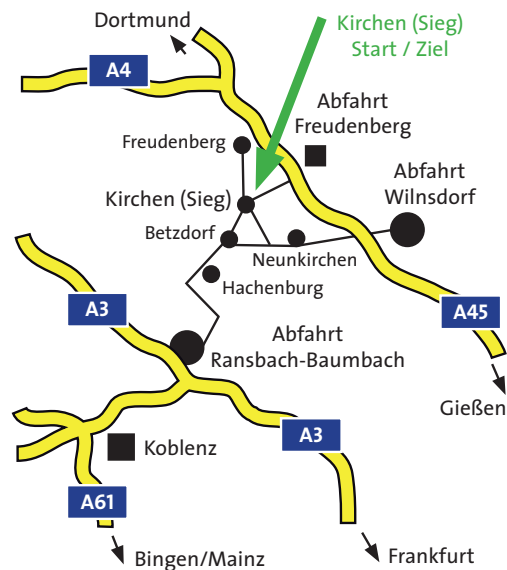 Dortmund
Kirchen (Sieg)
Start / Ziel
A4
Abfahrt
Freudenberg
Freudenberg
Abfahrt
Wilnsdorf
Kirchen (Sieg)
Betzdorf
Neunkirchen
Hachenburg
A3
A45
Abfahrt
Ransbach-Baumbach
Gießen
A3
Koblenz
A61
Bingen/Mainz
Frankfurt